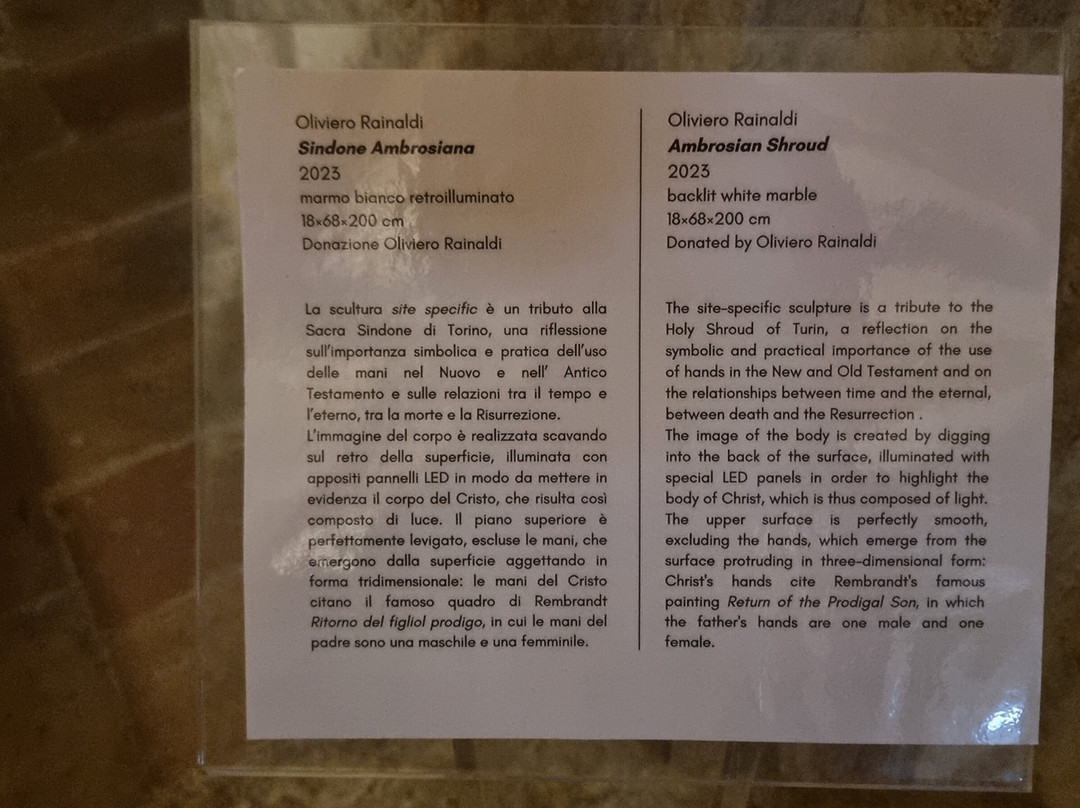 Oliviero Rainaldi
Sindone Ambrosiana
2023
marmo bianco retroilluminato
18×68×200 cm
Donazione Oliviero Rainaldi
La scultura site specific è un tributo alla
Sacra Sindone di Torino, una riflessione
sull'importanza simbolica e pratica dell'uso
delle mani nel Nuovo e nell' Antico
Testamento e sulle relazioni tra il tempo e
l'eterno, tra la morte e la Risurrezione.
L'immagine del corpo è realizzata scavando
sul retro della superficie, illuminata con
appositi pannelli LED in modo da mettere in
evidenza il corpo del Cristo, che risulta così
composto di luce. Il piano superiore è
perfettamente levigato, escluse le mani, che
emergono dalla superficie aggettando in
forma tridimensionale: le mani del Cristo
citano il famoso quadro di Rembrandt
Ritorno del figliol prodigo, in cui le mani del
padre sono una maschile e una femminile.
Oliviero Rainaldi
Ambrosian Shroud
2023
backlit white marble
18×68×200 cm
Donated by Oliviero Rainaldi
The site-specific sculpture is a tribute to the
Holy Shroud of Turin, a reflection on the
symbolic and practical importance of the use
of hands in the New and Old Testament and on
the relationships between time and the eternal,
between death and the Resurrection .
The image of the body is created by digging
into the back of the surface, illuminated with
special LED panels in order to highlight the
body of Christ, which is thus composed of light.
The upper surface is perfectly smooth,
excluding the hands, which emerge from the
surface protruding in three-dimensional form:
Christ's hands cite Rembrandt's famous
painting Return of the Prodigal Son, in which
the father's hands are one male and one
female.